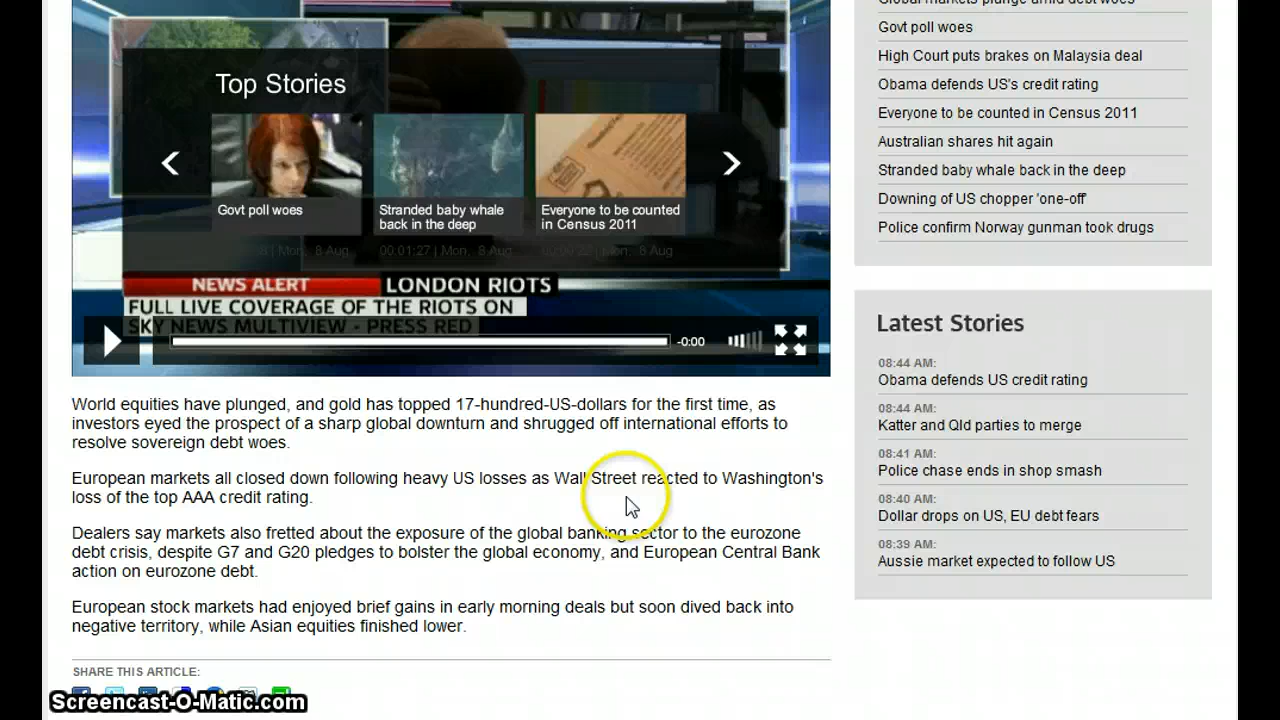 Top Stories
Govt poll woes
Stranded baby whale
back in the deep
Everyone to be counted
in Census 2011
8 | Mon, 8 Aug
00:01:27 | Mon, 8 Aug
| Mon, 8 Aug
NEWS ALERT
LONDON RIOTS
FULL LIVE COVERAGE OF THE RIOTS ON
SKY NEWS MULTIVIEW - PRESS RED
-0:00
World equities have plunged, and gold has topped 17-hundred-US-dollars for the first time, as
investors eyed the prospect of a sharp global downturn and shrugged off international efforts to
resolve sovereign debt woes.
European markets all closed down following heavy US losses as Wall Street reacted to Washington's
loss of the top AAA credit rating.
Dealers say markets also fretted about the exposure of the global banking sector to the eurozone
debt crisis, despite G7 and G20 pledges to bolster the global economy, and European Central Bank
action on eurozone debt.
European stock markets had enjoyed brief gains in early morning deals but soon dived back into
negative territory, while Asian equities finished lower.
SHARE THIS ARTICLE:
Screencast-O-Matic.com
Global markets plunge amid debt woes
Govt poll woes
High Court puts brakes on Malaysia deal
Obama defends US's credit rating
Everyone to be counted in Census 2011
Australian shares hit again
Stranded baby whale back in the deep
Downing of US chopper 'one-off'
Police confirm Norway gunman took drugs
Latest Stories
08:44 AM:
Obama defends US credit rating
08:44 AM:
Katter and Qld parties to merge
08:41 AM:
Police chase ends in shop smash
08:40 AM:
Dollar drops on US, EU debt fears
08:39 AM:
Aussie market expected to follow US